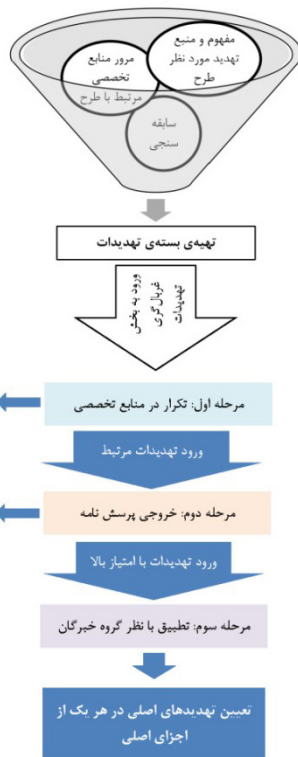 مفهوم و منبع
تهدید مورد نظر
طرح
مرور منابع
تخصصی
مرتبط با طرح
سابقه
سنجی
تهیه‌ی بسته‌ی تهدیدات
ورود به بخش
غربال‌گری
تهدیدات
مرحله اول: تکرار در منابع تخصصی
ورود تهدیدات مرتبط
مرحله دوم: خروجی پرسش نامه
ورود تهدیدات با امتیاز بالا
مرحله سوم: تطبیق با نظر گروه خبرگان
تعیین تهدیدهای اصلی در هر یک از
اجزای اصلی